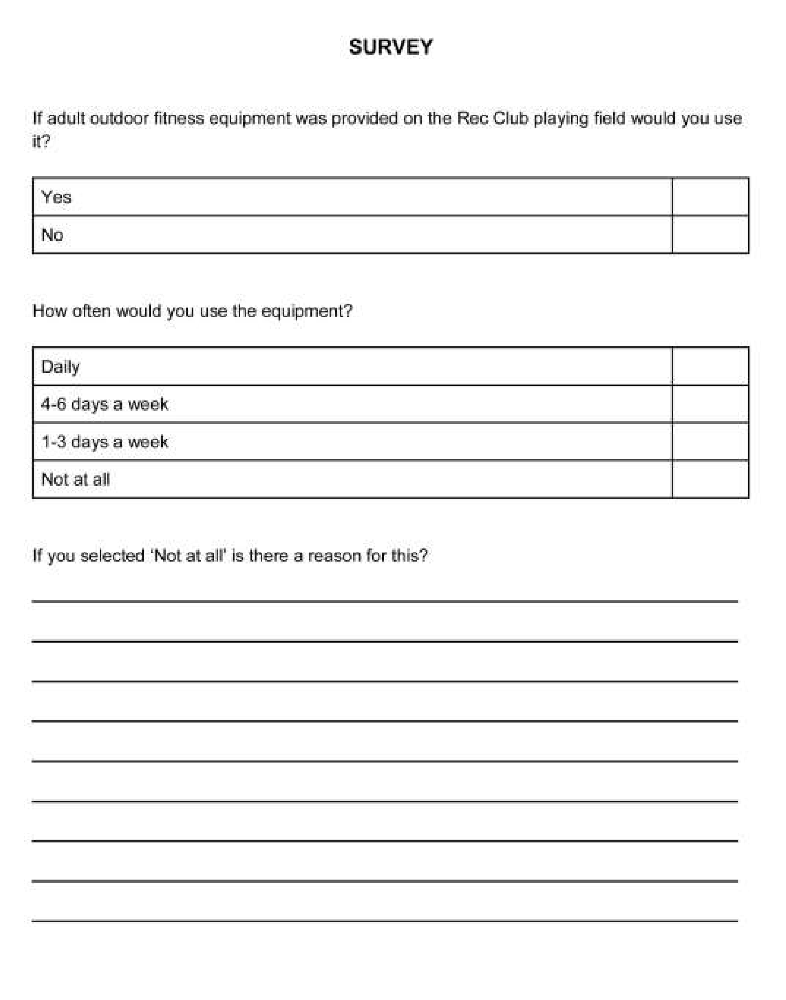 SURVEY
If adult outdoor fitness equipment was provided on the Rec Club playing field would you use
it?
Yes
No
How often would you use the equipment?
Daily
4-6 days a week
1-3 days a week
Not at all
If you selected ‘Not at all’ is there a reason for this?